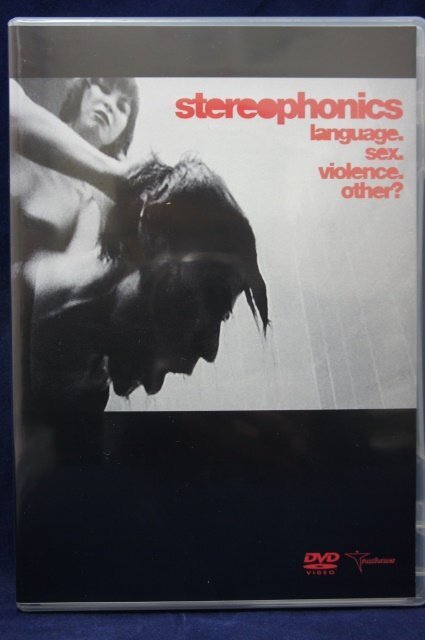 stereophonics
language.
sex.
violence.
other?
DVD
VIDEO